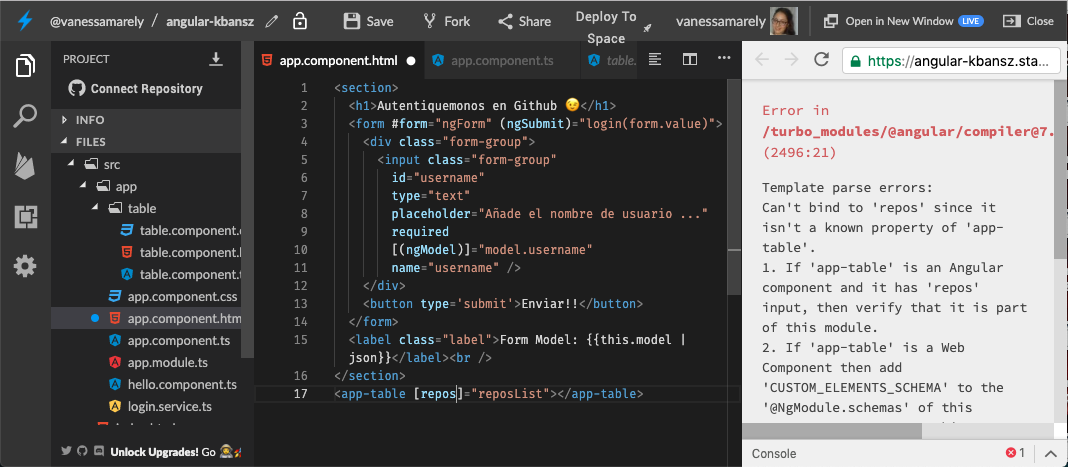 @vanessamarely / angular-kbansz Save Fork Share Deploy To Space vanessamarely Open in New Window LIVE Close
PROJECT
Connect Repository
INFO
FILES
src
app
table
table.component.
table.component.
table.component.t
app.component.css
app.component.htm
app.component.ts
app.module.ts
hello.component.ts
login.service.ts
Unlock Upgrades! Go
app.component.html app.component.ts table.
1 <section>
2 <h1>Autentiquemonos en Github 😉</h1>
3 <form #form="ngForm" (ngSubmit)="login(form.value)">
4 <div class="form-group">
5 <input class="form-group"
6 id="username"
7 type="text"
8 placeholder="Añade el nombre de usuario ..."
9 required
10 [(ngModel)]="model.username"
11 name="username" />
12 </div>
13 <button type='submit'>Enviar!!</button>
14 </form>
15 <label class="label">Form Model: {{this.model |
json}}</label><br />
16 </section>
17 <app-table [repos]="reposList"></app-table>
https://angular-kbansz.sta...
Error in
/turbo_modules/@angular/compiler@7.
(2496:21)
Template parse errors:
Can't bind to 'repos' since it
isn't a known property of 'app-
table'.
1. If 'app-table' is an Angular
component and it has 'repos'
input, then verify that it is part
of this module.
2. If 'app-table' is a Web
Component then add
'CUSTOM_ELEMENTS_SCHEMA' to the
'@NgModule.schemas' of this
Console 1